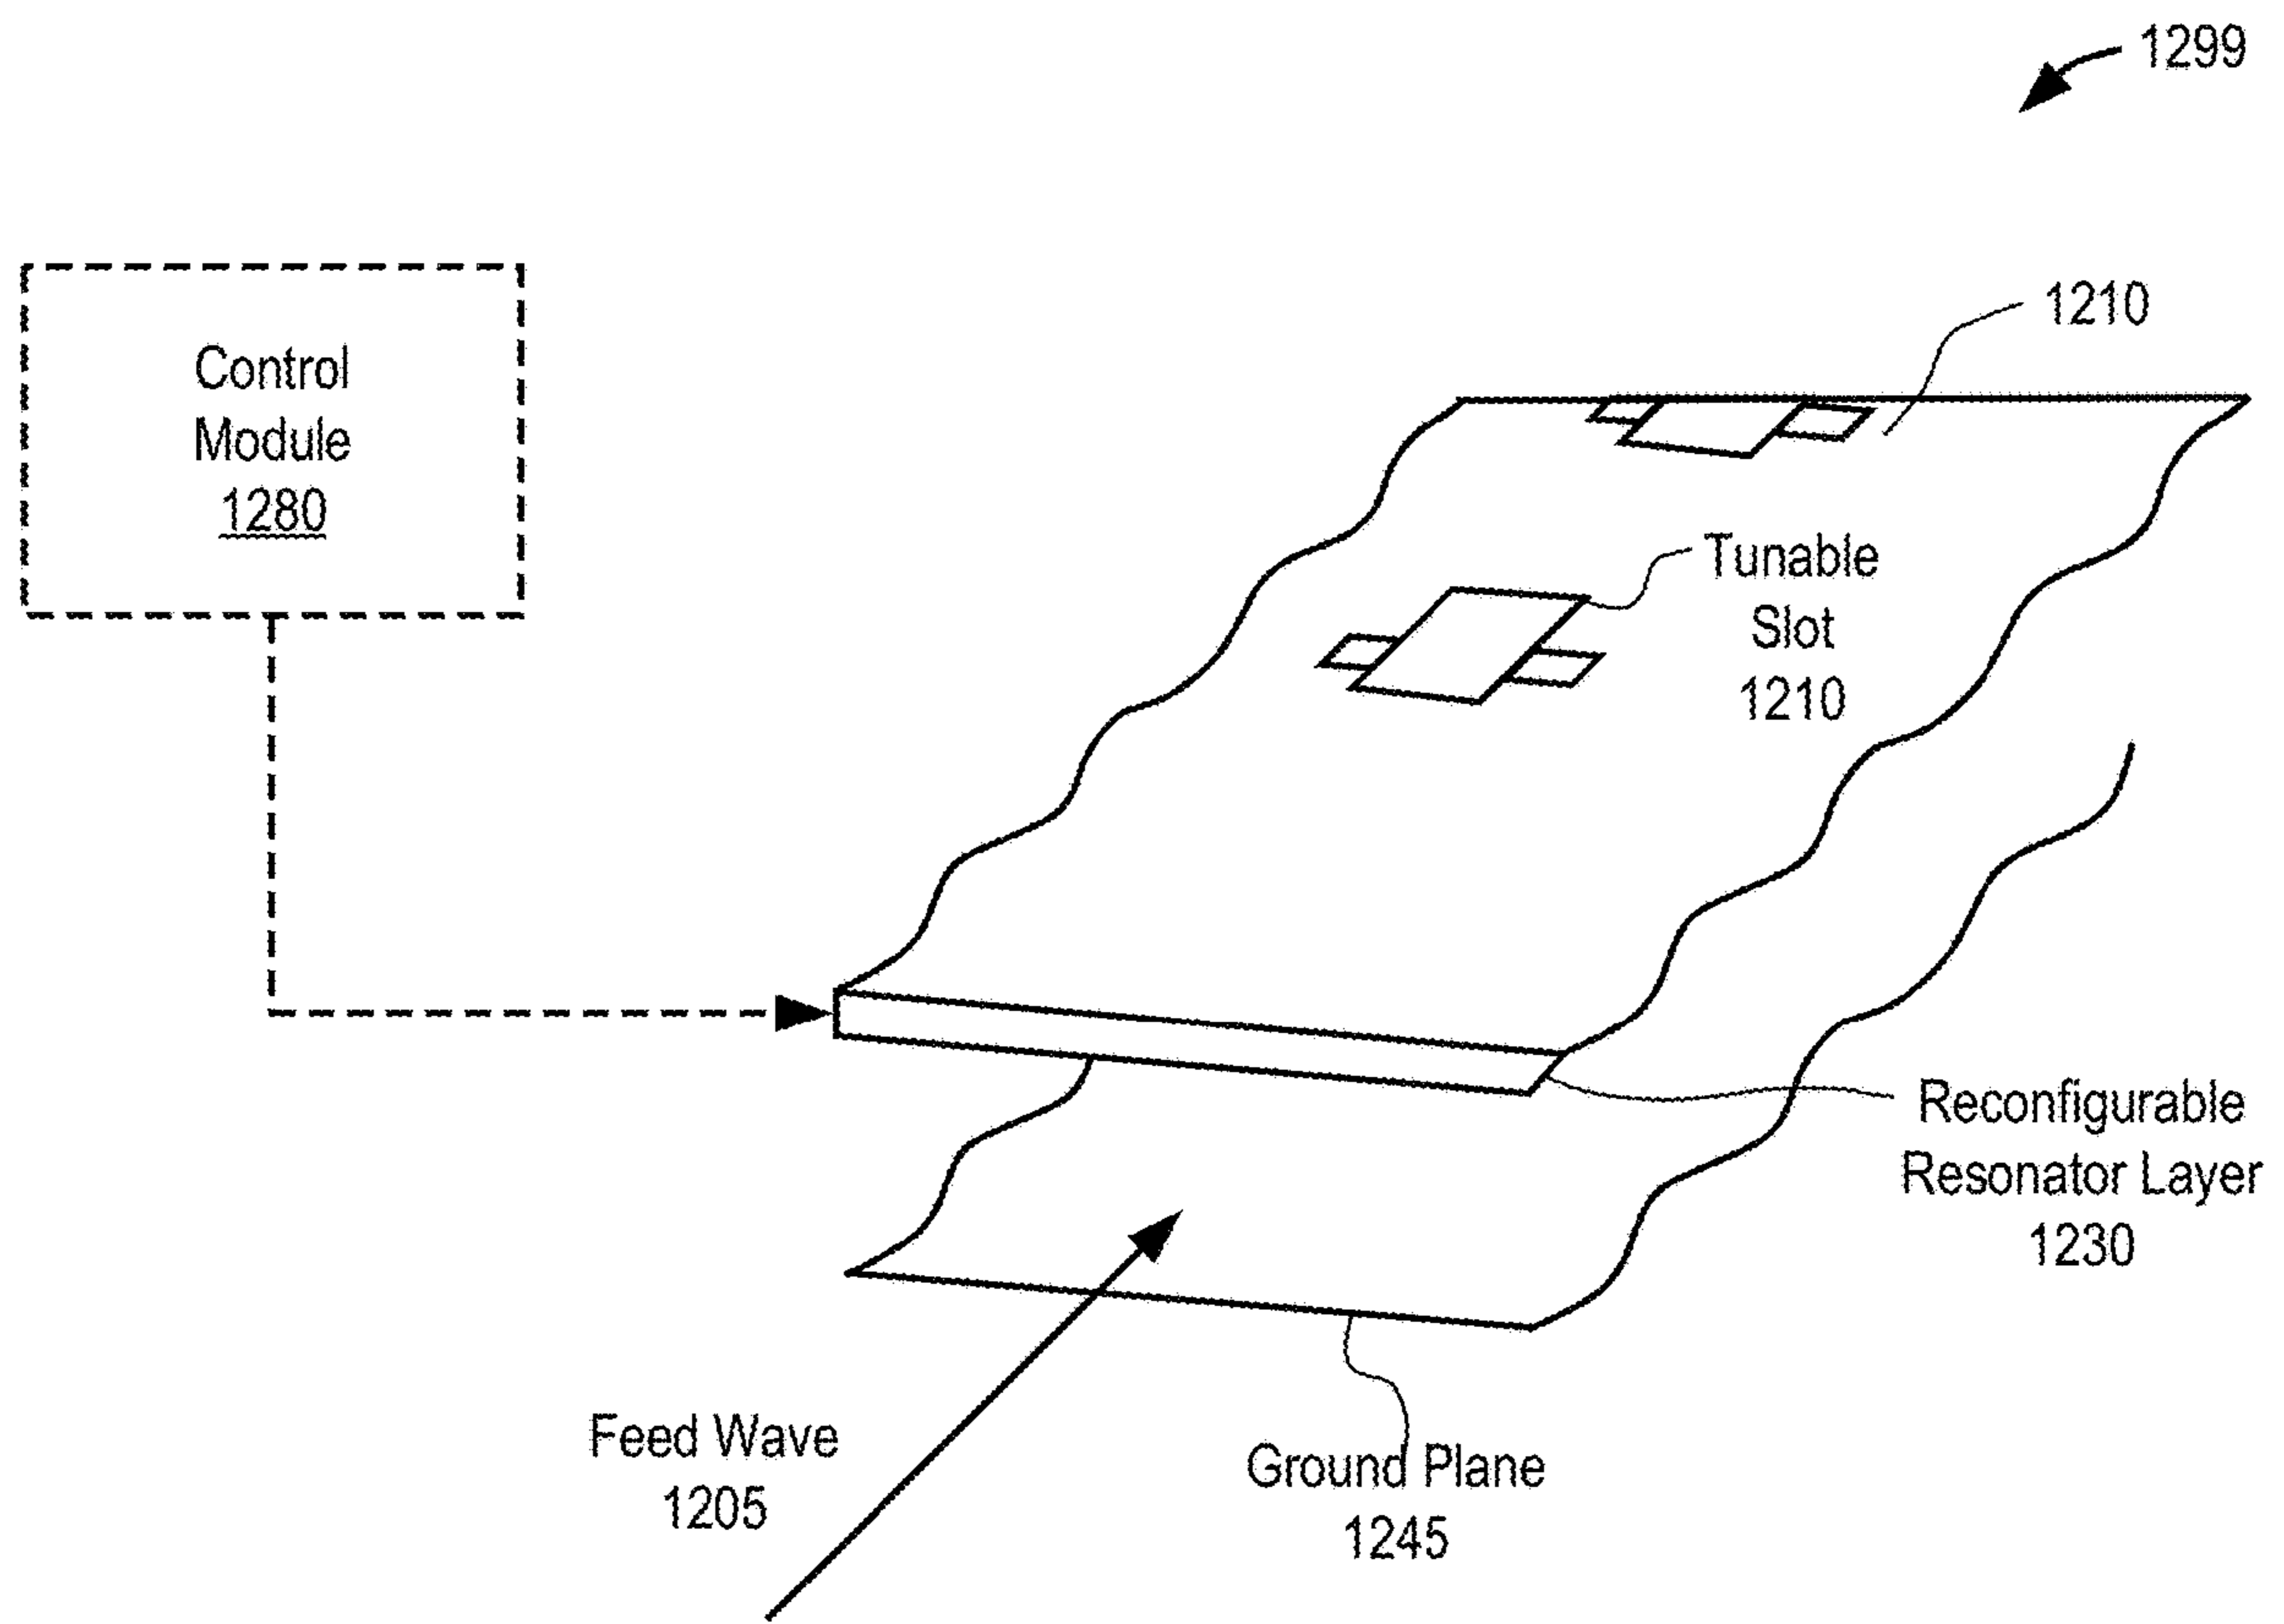 1299
1210
Control
Module
1280
Tunable
Slot
1210
Reconfigurable
Resonator Layer
1230
Feed Wave
1205
Ground Plane
1245